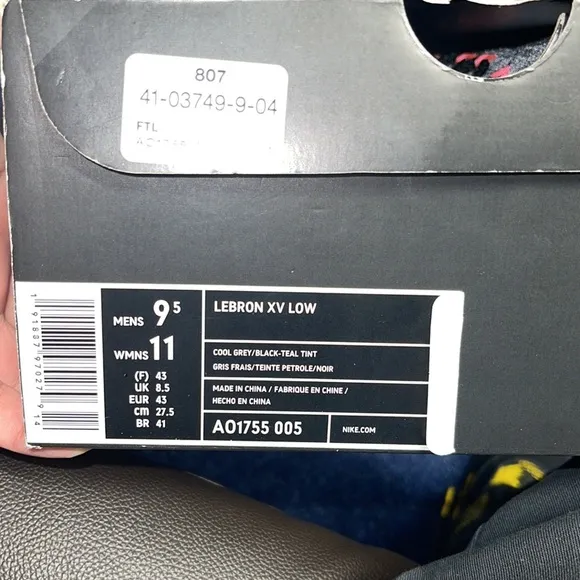 807
41-03749-9-04
FTL
MENS 9.5
WMNS 11
(F) 43
UK 8.5
EUR 43
cm 27.5
BR 41
LEBRON XV LOW
COOL GREY/BLACK-TEAL TINT
GRIS FRAIS/TEINTE PETROLE/NOIR
MADE IN CHINA / FABRIQUE EN CHINE /
HECHO EN CHINA
AO1755 005
NIKE.COM